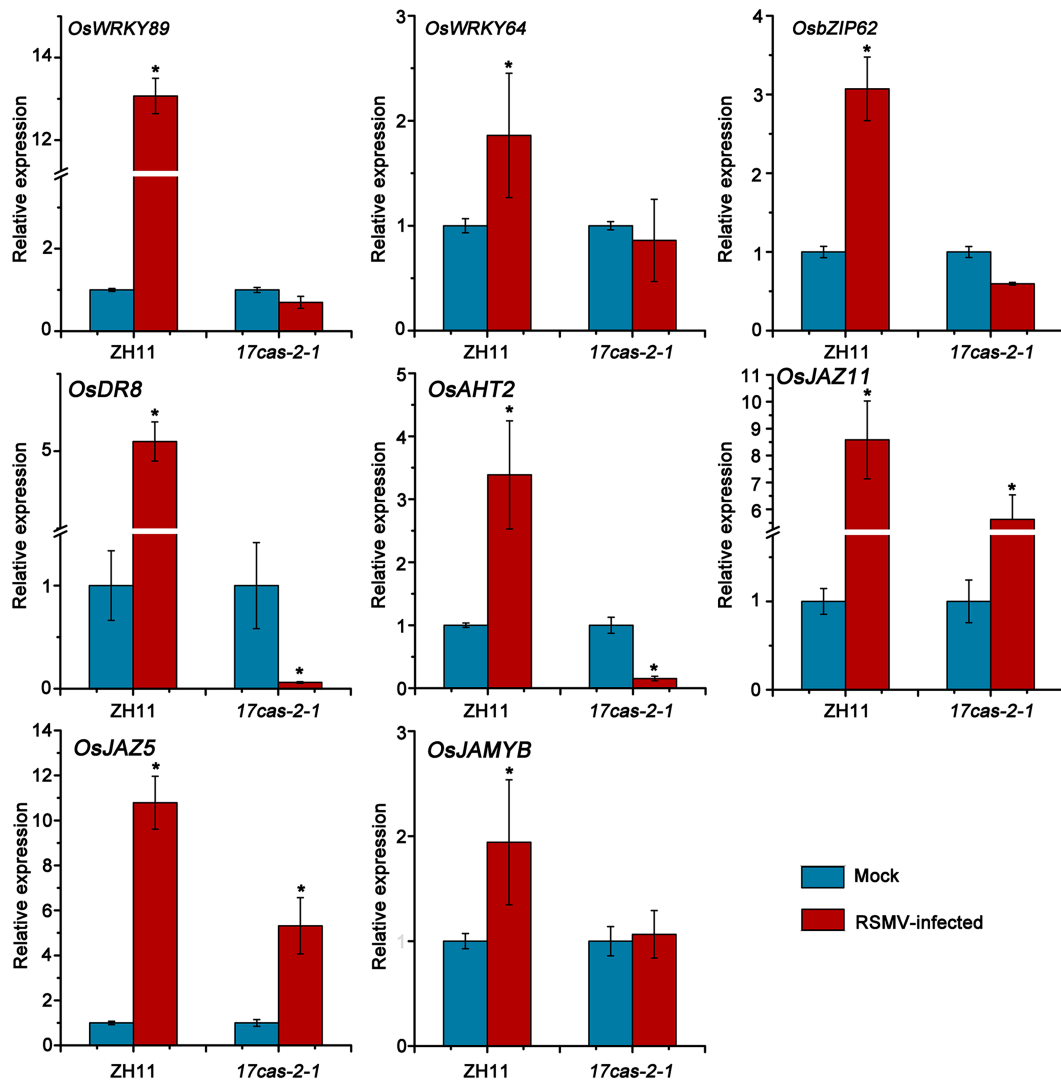 OsWRKY89
Relative expression
14
12
2
0
*
ZH11
17cas-2-1
OsWRKY64
Relative expression
3
2
1
0
*
ZH11
17cas-2-1
OsbZIP62
Relative expression
4
3
2
1
0
*
ZH11
17cas-2-1
OsDR8
Relative expression
5
1
0
*
*
ZH11
17cas-2-1
OsAHT2
Relative expression
5
4
3
2
1
0
*
*
ZH11
17cas-2-1
OsJAZ11
Relative expression
11
10
9
8
7
6
1
0
*
*
ZH11
17cas-2-1
OsJAZ5
Relative expression
14
12
10
8
6
4
2
0
*
*
ZH11
17cas-2-1
OsJAMYB
Relative expression
3
2
1
0
*
ZH11
17cas-2-1
Mock
RSMV-infected